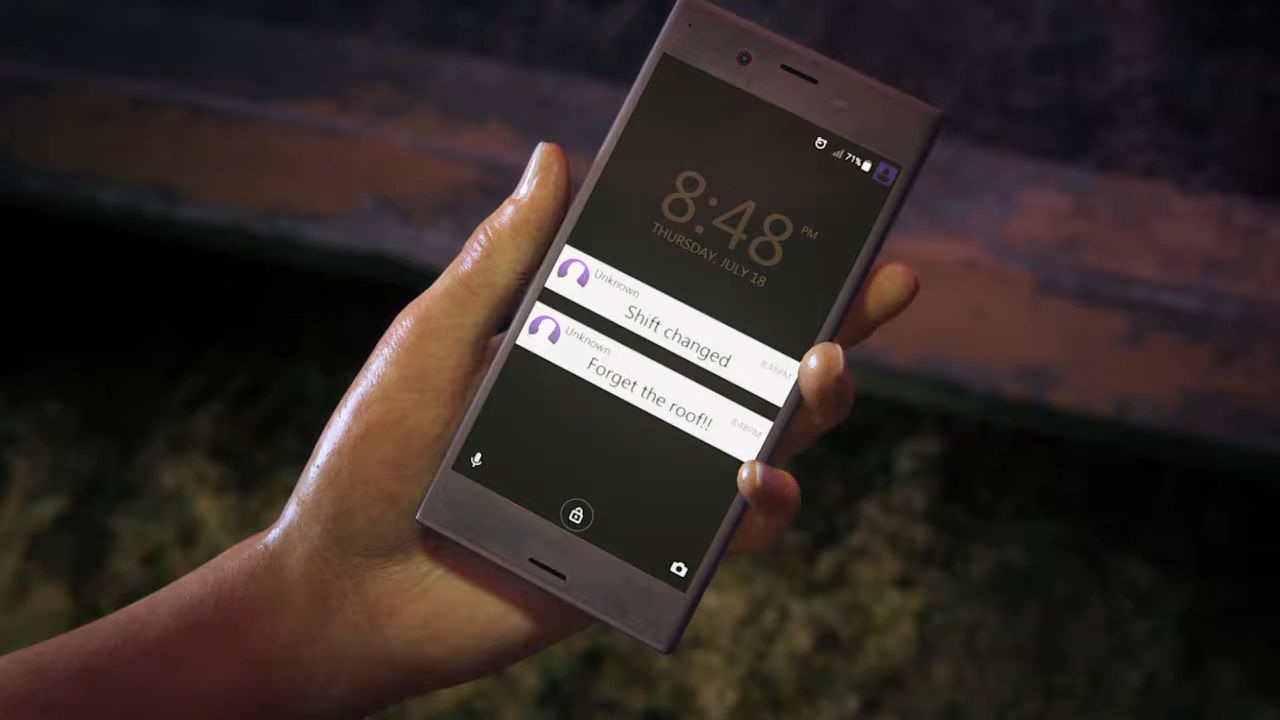 71%
8:48 PM
THURSDAY, JULY 18
Unknown
Shift changed
8:48PM
Unknown
Forget the roof!!
8:48PM